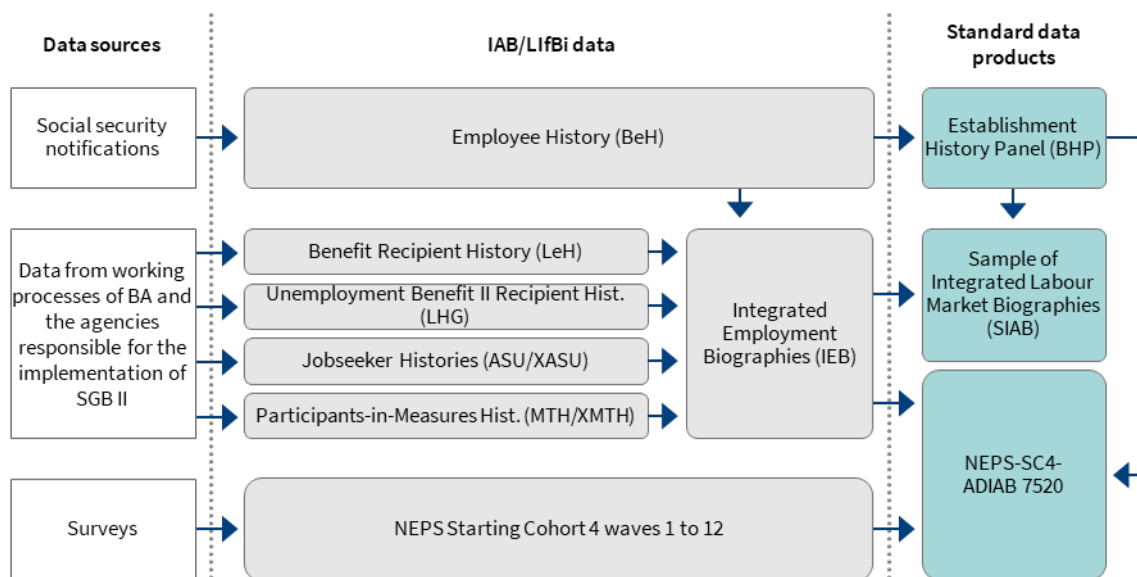 Data sources
IAB/LIfBi data
Standard data
products
Social security
notifications
Employee History (BeH)
Establishment
History Panel (BHP)
Data from working
processes of BA and
the agencies
responsible for the
implementation of
SGB II
Benefit Recipient History (LeH)
Unemployment Benefit II Recipient Hist.
(LHG)
Jobseeker Histories (ASU/XASU)
Participants-in-Measures Hist. (MTH/XMTH)
Integrated
Employment
Biographies (IEB)
Sample of
Integrated Labour
Market Biographies
(SIAB)
NEPS-SC4-
ADIAB 7520
Surveys
NEPS Starting Cohort 4 waves 1 to 12